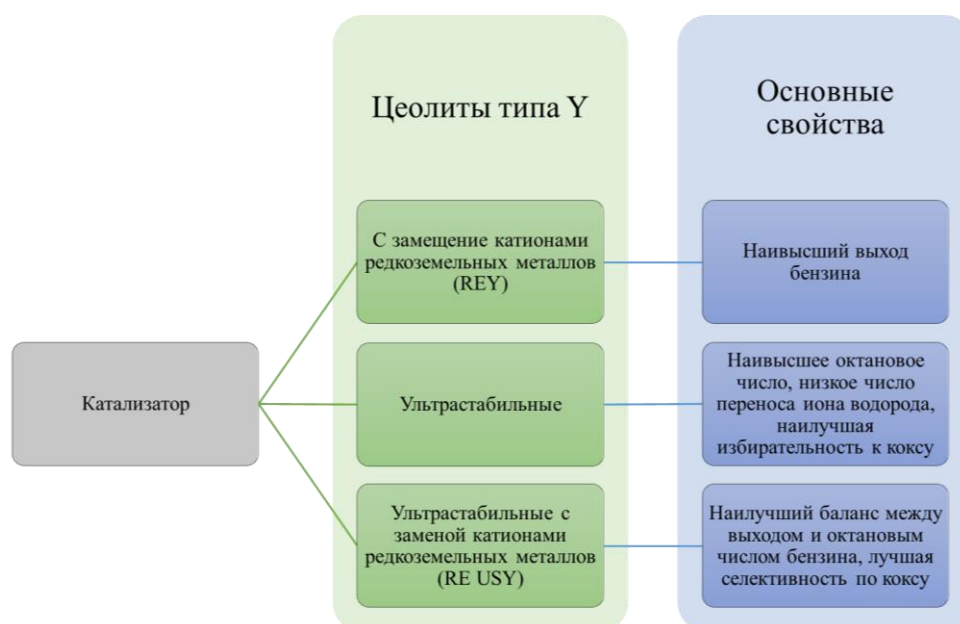 Цеолиты типа Y
Основные
свойства
С замещение катионами
редкоземельных металлов
(REY)
Наивысший выход
бензина
Катализатор
Ультрастабильные
Наивысшее октановое
число, низкое число
переноса иона водорода,
наилучшая
избирательность к коксу
Ультрастабильные с
заменой катионами
редкоземельных металлов
(RE USY)
Наилучший баланс между
выходом и октановым
числом бензина, лучшая
селективность по коксу